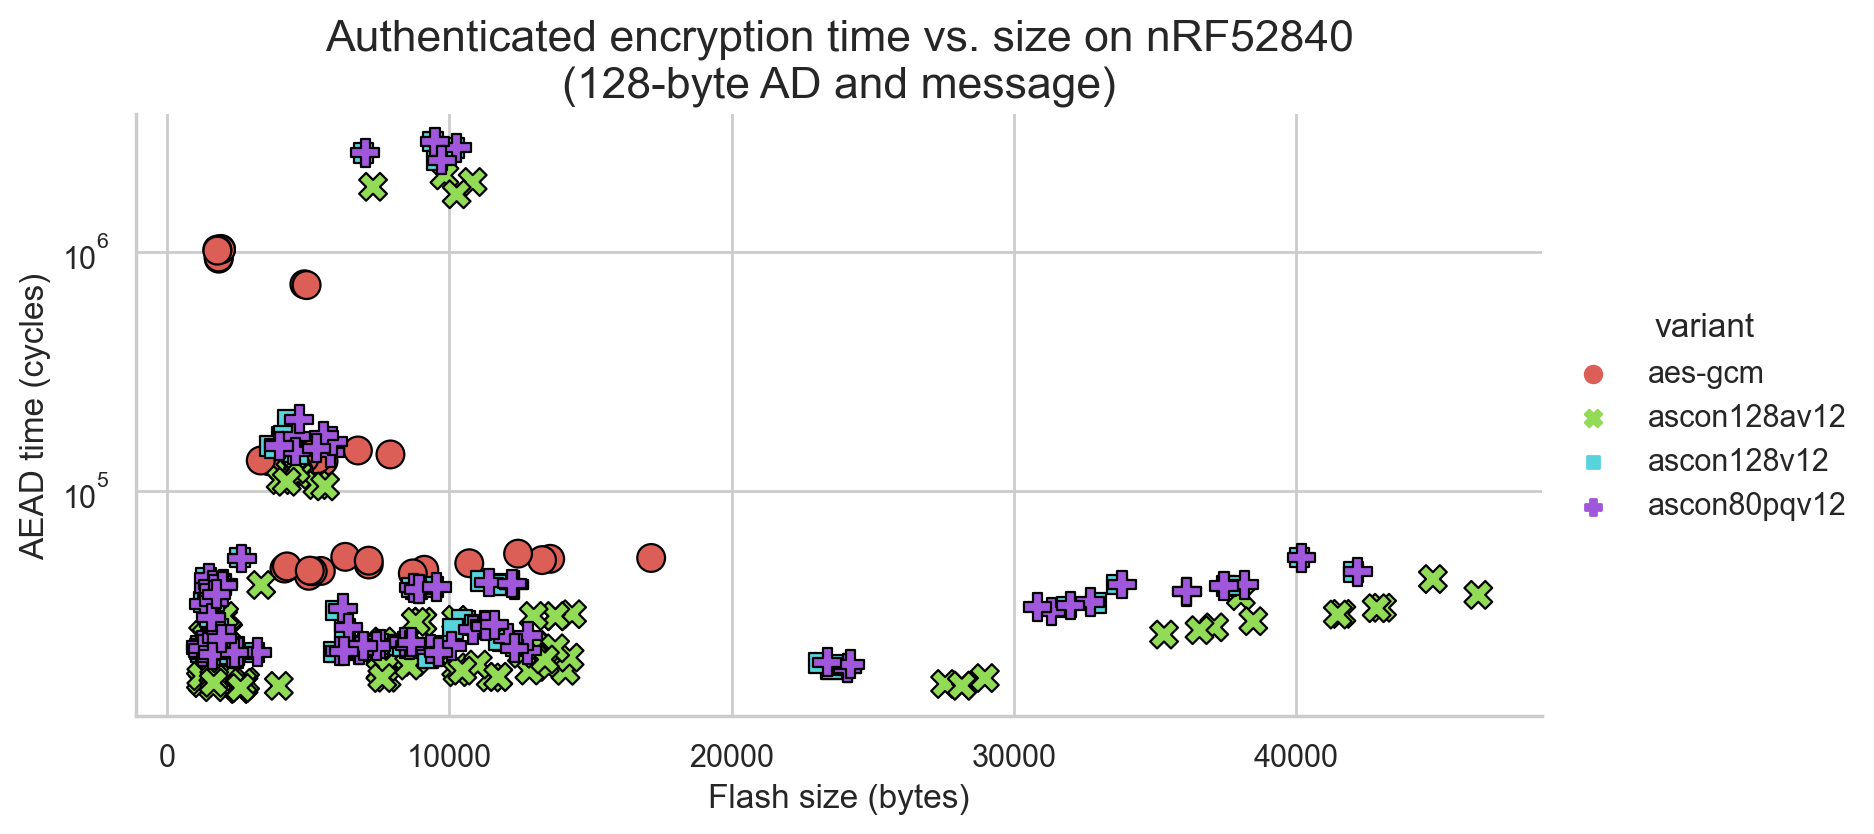 Authenticated encryption time vs. size on nRF52840
(128-byte AD and message)
AEAD time (cycles)
10^6
10^5
0 10000 20000 30000 40000
Flash size (bytes)
variant
aes-gcm
ascon128av12
ascon128v12
ascon80pqv12